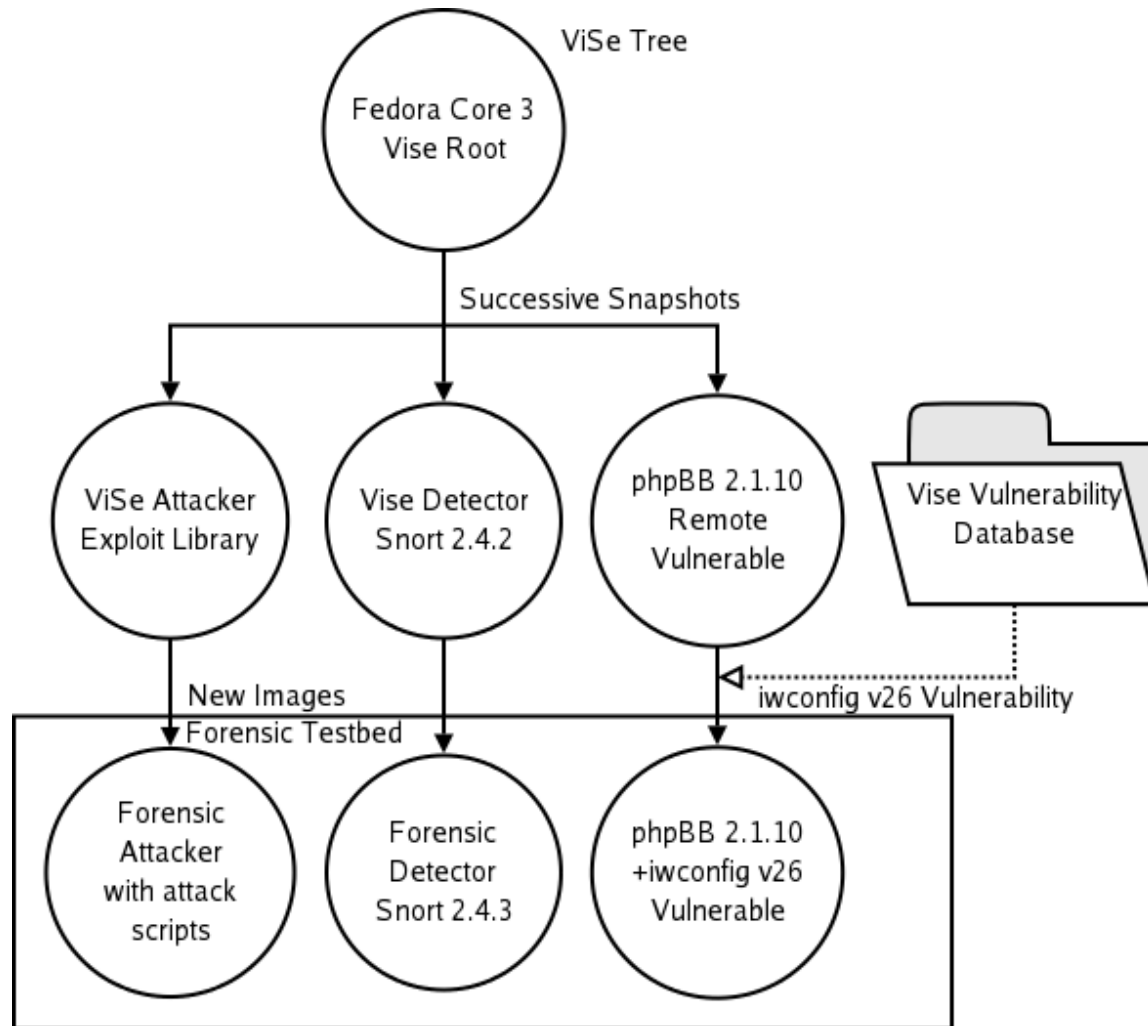 ViSe Tree
Fedora Core 3
Vise Root
Successive Snapshots
ViSe Attacker
Exploit Library
Vise Detector
Snort 2.4.2
phpBB 2.1.10
Remote
Vulnerable
Vise Vulnerability
Database
New Images
iwconfig v26 Vulnerability
Forensic Testbed
Forensic
Attacker
with attack
scripts
Forensic
Detector
Snort 2.4.3
phpBB 2.1.10
+iwconfig v26
Vulnerable